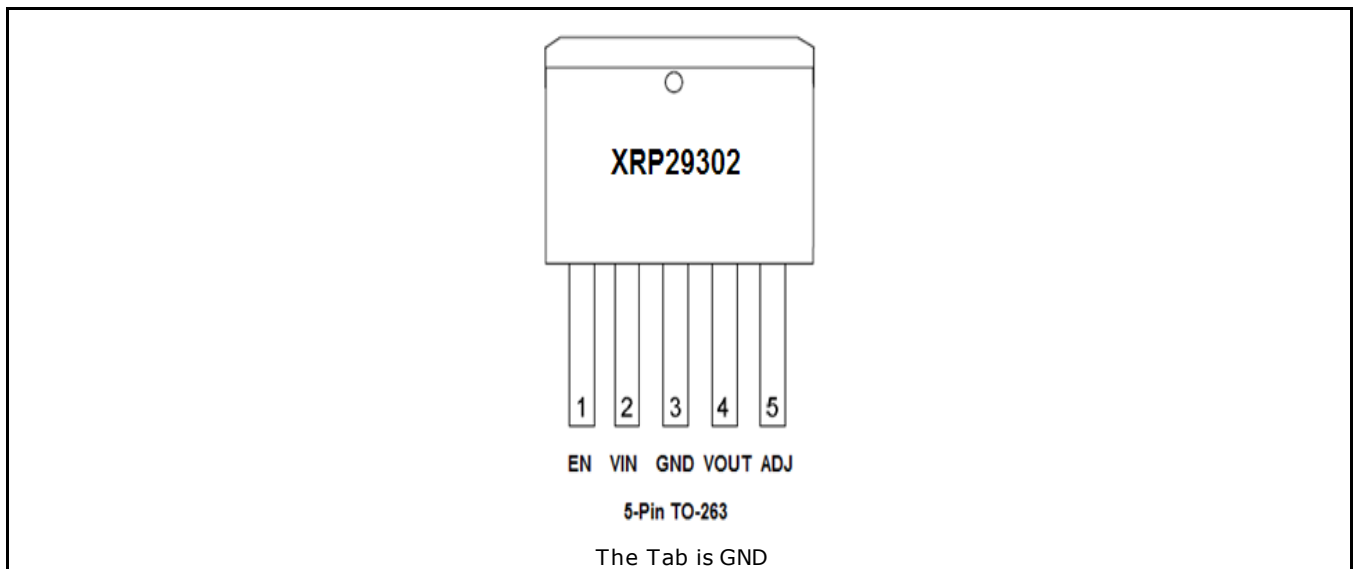 XRP29302
1 2 3 4 5
EN VIN GND VOUT ADJ
5-Pin TO-263
The Tab is GND